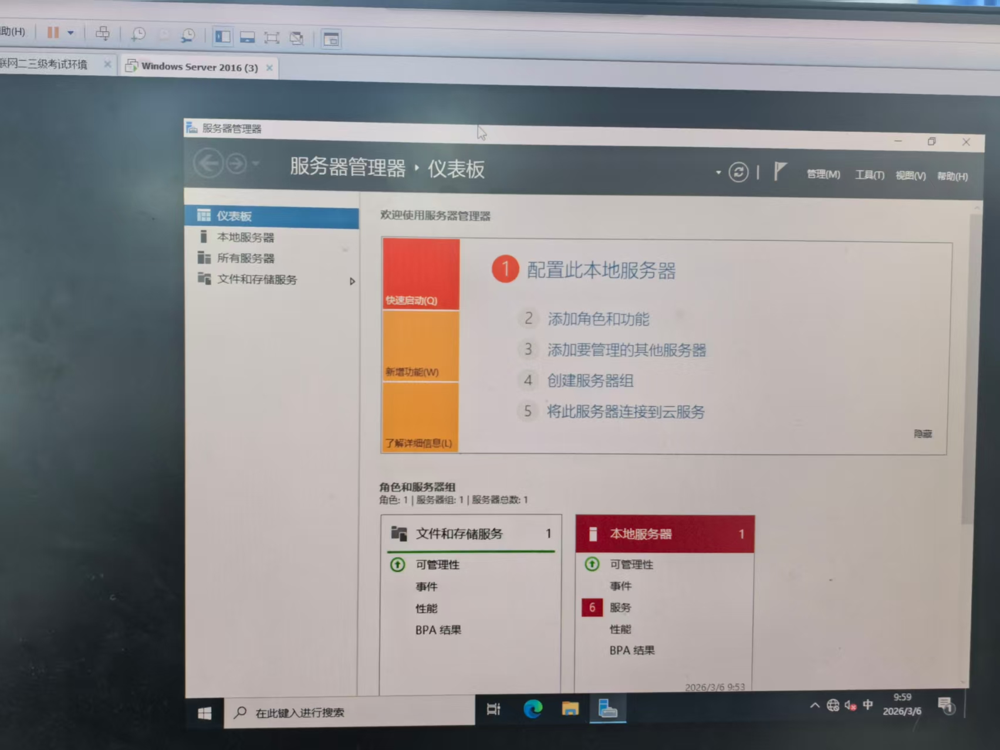 助(H)
联网二三级考试环境
Windows Server 2016 (3)
服务器管理器
服务器管理器 · 仪表板
管理(M) 工具(T) 视图(V) 帮助(H)
仪表板
本地服务器
所有服务器
文件和存储服务
欢迎使用服务器管理器
快速启动(Q)
新增功能(W)
了解详细信息(L)
1 配置此本地服务器
2 添加角色和功能
3 添加要管理的其他服务器
4 创建服务器组
5 将此服务器连接到云服务
隐藏
角色和服务器组
角色: 1 | 服务器组: 1 | 服务器总数: 1
文件和存储服务 1
可管理性
事件
性能
BPA 结果
本地服务器 1
可管理性
事件
6 服务
性能
BPA 结果
2026/3/6 9:53
在此键入进行搜索
中
9:59
2026/3/6
1